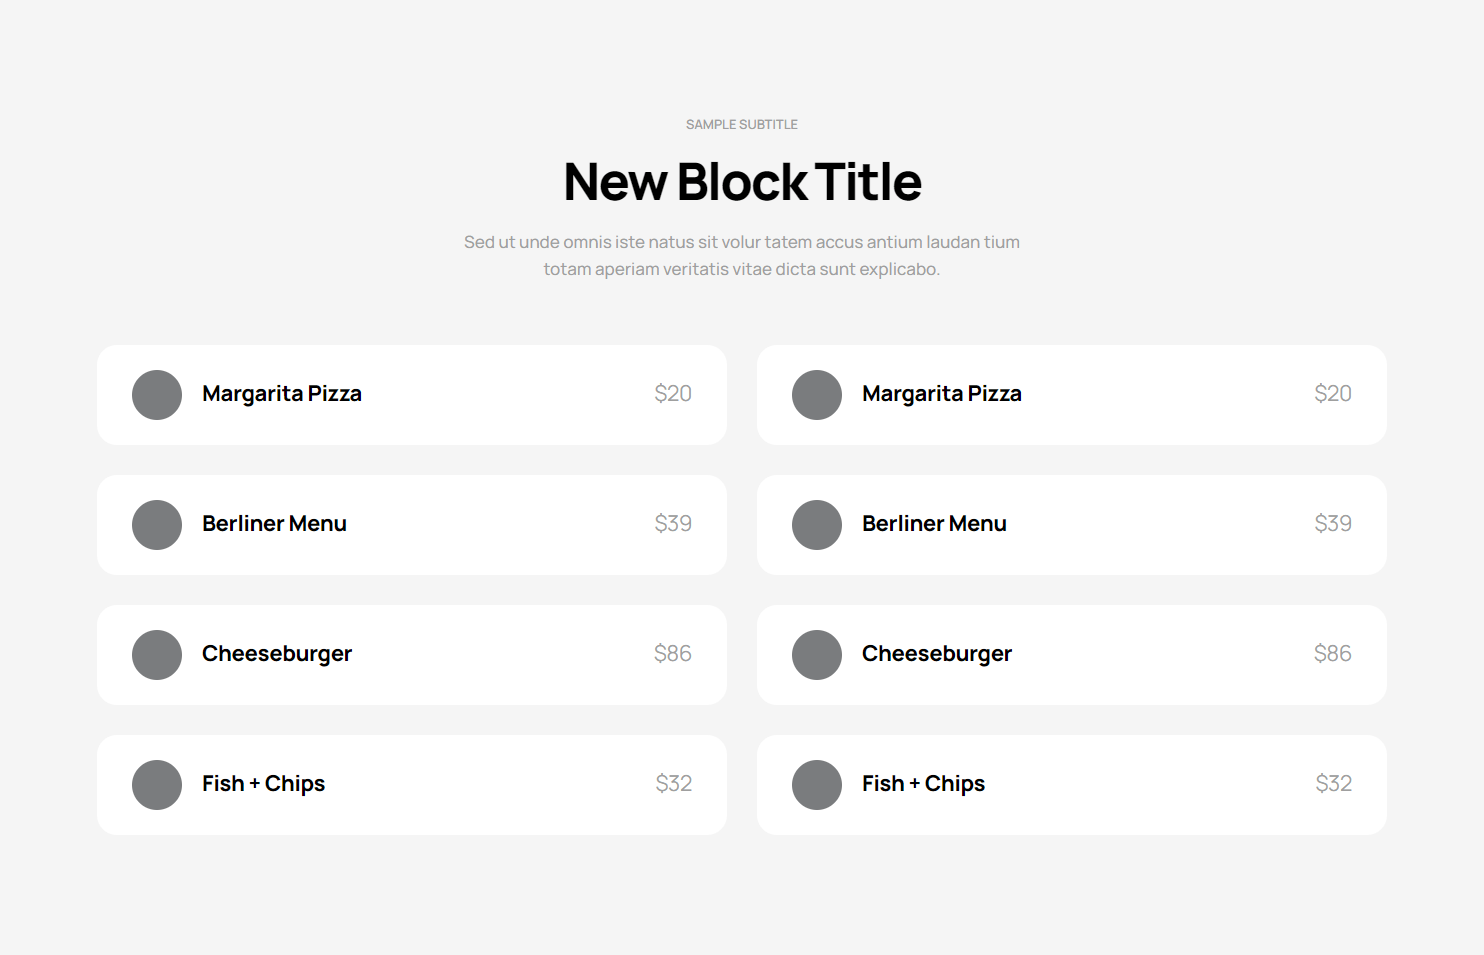 SAMPLE SUBTITLE
New Block Title
Sed ut unde omnis iste natus sit volur tatem accus antium laudan tium
totam aperiam veritatis vitae dicta sunt explicabo.
Margarita Pizza $20
Margarita Pizza $20
Berliner Menu $39
Berliner Menu $39
Cheeseburger $86
Cheeseburger $86
Fish + Chips $32
Fish + Chips $32